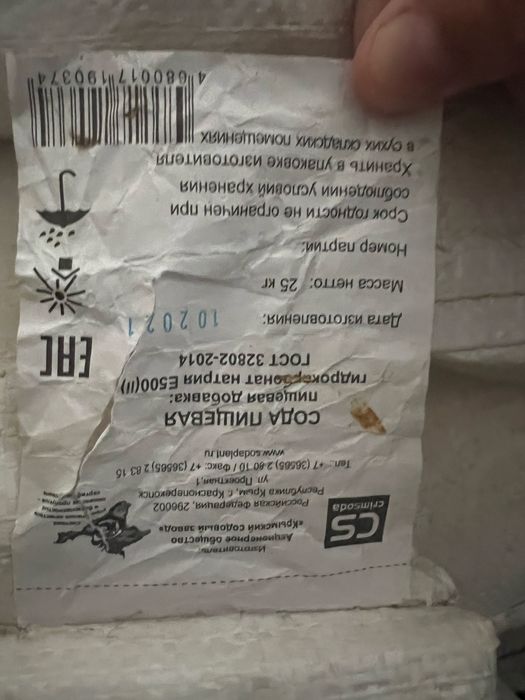 CS
crimsoda
Изготовитель:
Акционерное общество
«Крымский содовый завод»
Российская Федерация, 296002
Республика Крым, г. Красноперекопск
ул. Проектная,1
Тел.: +7 (36565) 2 80 10 / Факс: +7 (36565) 2 83 15
www.sodaplant.ru
СОДА ПИЩЕВАЯ
пищевая добавка:
гидрокарбонат натрия Е500(ii)
ГОСТ 32802-2014
EAC
Дата изготовления: 10 2021
Масса нетто: 25 кг
Номер партии:
Срок годности не ограничен при
соблюдении условий хранения
Хранить в упаковке изготовителя
в сухих складских помещениях
4 680017 190374